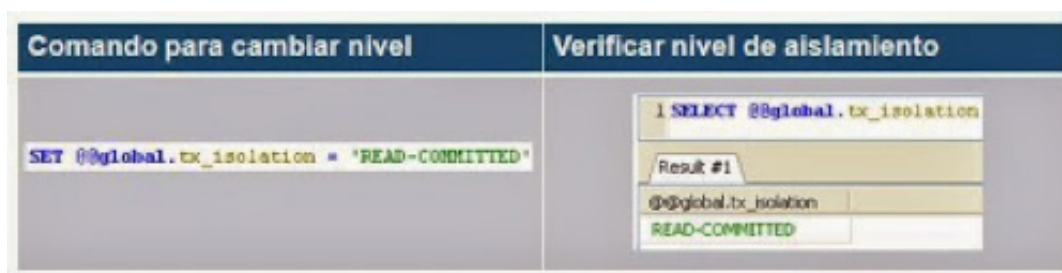 Comando para cambiar nivel
Verificar nivel de aislamiento
SET @@global.tx_isolation = 'READ-COMMITTED'
1 SELECT @@global.tx_isolation
Result #1
@@global.tx_isolation
READ-COMMITTED